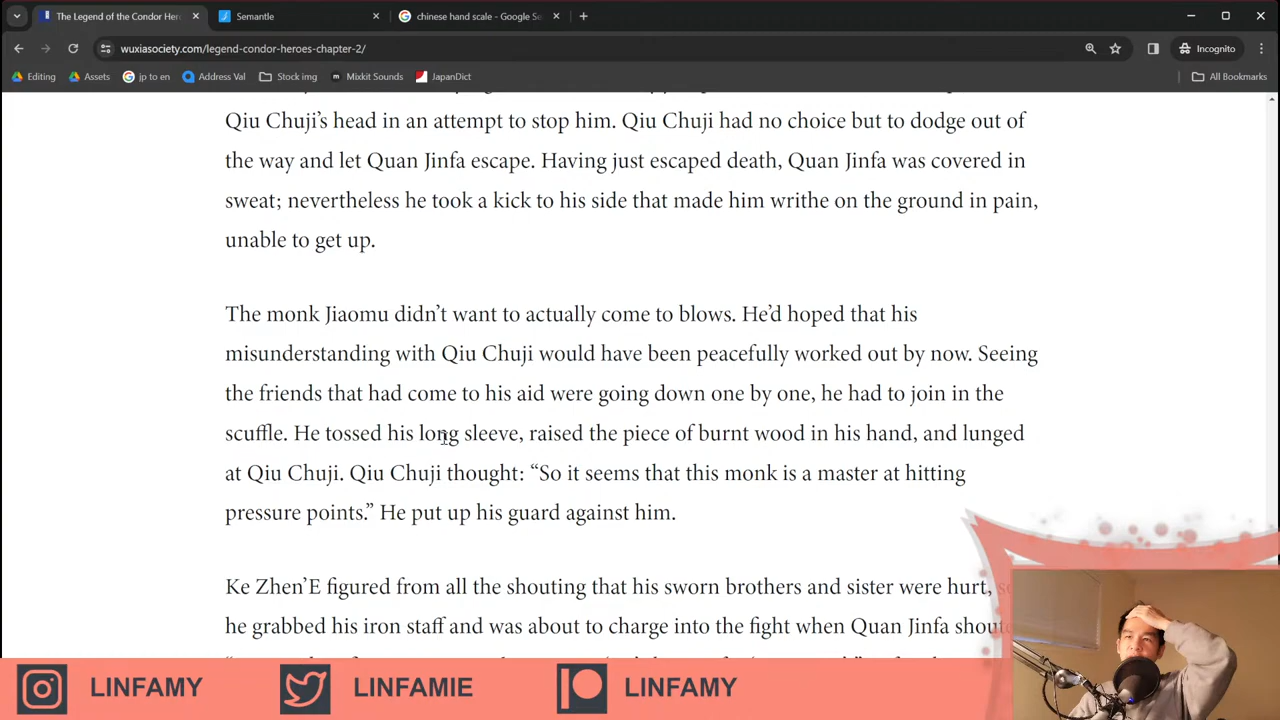 The Legend of the Condor Her
Semantle
chinese hand scale - Google Se
wuxiasociety.com/legend-condor-heroes-chapter-2/
Incognito
Editing
Assets
jp to en
Address Val
Stock img
Mixkit Sounds
JapanDict
All Bookmarks
Qiu Chuji’s head in an attempt to stop him. Qiu Chuji had no choice but to dodge out of
the way and let Quan Jinfa escape. Having just escaped death, Quan Jinfa was covered in
sweat; nevertheless he took a kick to his side that made him writhe on the ground in pain,
unable to get up.
The monk Jiaomu didn’t want to actually come to blows. He’d hoped that his
misunderstanding with Qiu Chuji would have been peacefully worked out by now. Seeing
the friends that had come to his aid were going down one by one, he had to join in the
scuffle. He tossed his long sleeve, raised the piece of burnt wood in his hand, and lunged
at Qiu Chuji. Qiu Chuji thought: “So it seems that this monk is a master at hitting
pressure points.” He put up his guard against him.
Ke Zhen’E figured from all the shouting that his sworn brothers and sister were hurt,
he grabbed his iron staff and was about to charge into the fight when Quan Jinfa
LINFAMY
LINFAMIE
LINFAMY